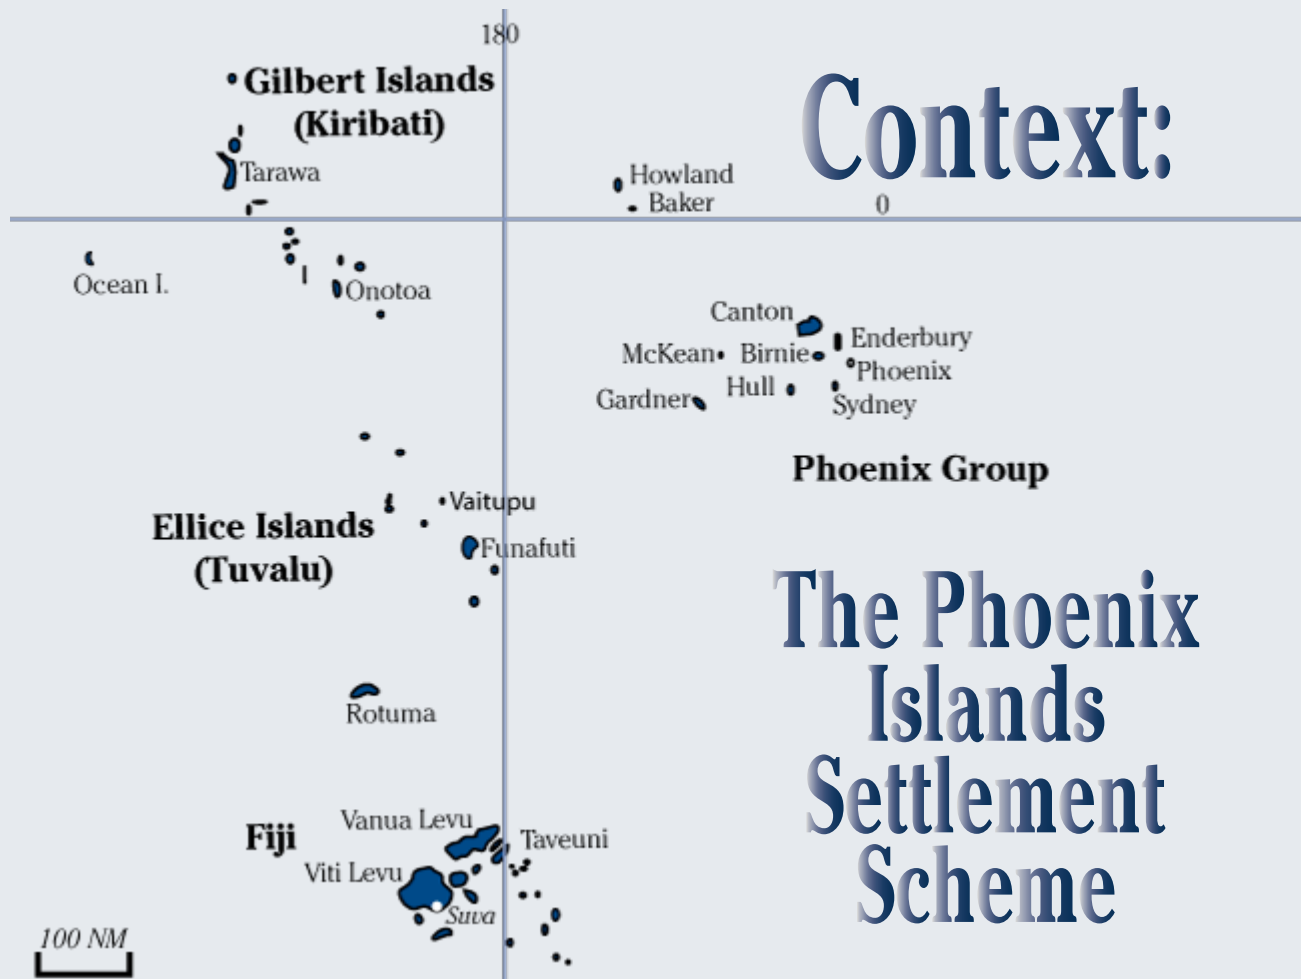 180
Gilbert Islands
(Kiribati)
Context:
Tarawa
Howland
Baker
0
Ocean I.
Onotoa
Canton
Enderbury
McKean
Birnie
Phoenix
Hull
Gardner
Sydney
Phoenix Group
Vaitupu
Ellice Islands
(Tuvalu)
Funafuti
The Phoenix
Islands
Settlement
Scheme
Rotuma
Vanua Levu
Fiji
Taveuni
Viti Levu
Suva
100 NM